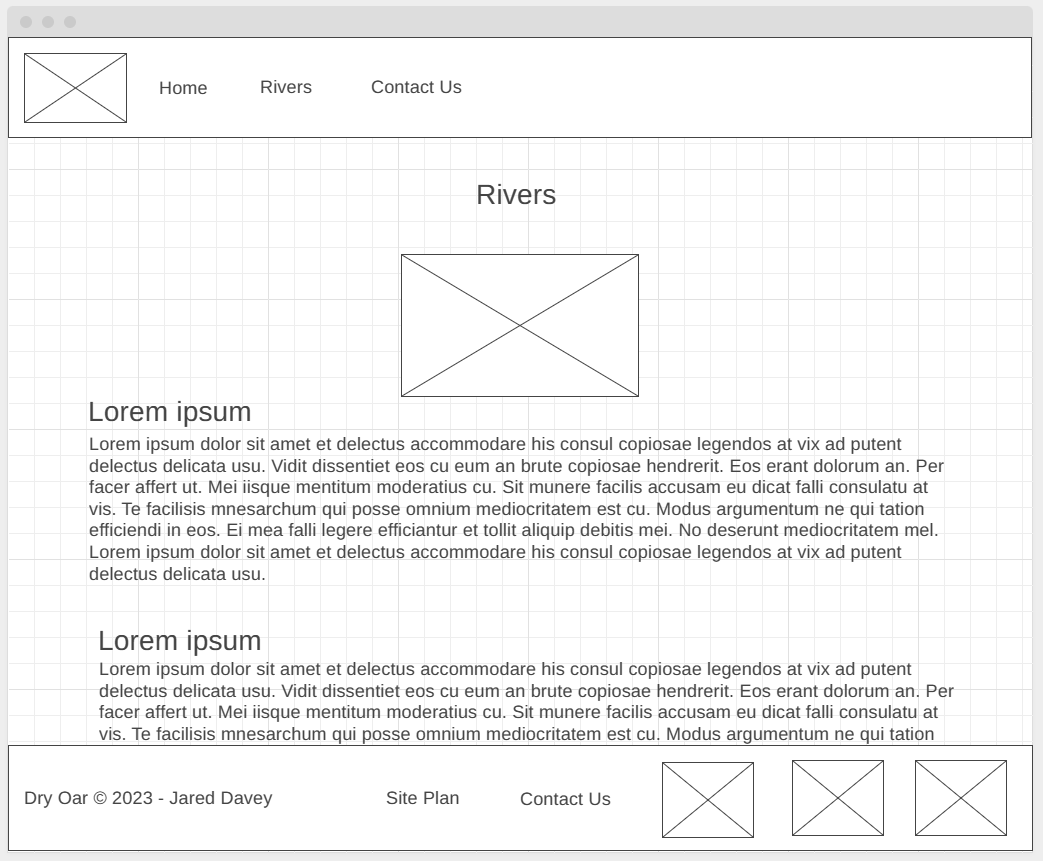 Home Rivers Contact Us
Rivers
Lorem ipsum
Lorem ipsum dolor sit amet et delectus accommodare his consul copiosae legendos at vix ad putent
delectus delicata usu. Vidit dissentiet eos cu eum an brute copiosae hendrerit. Eos erant dolorum an. Per
facer affert ut. Mei iisque mentitum moderatius cu. Sit munere facilis accusam eu dicat falli consulatu at
vis. Te facilisis mnesarchum qui posse omnium mediocritatem est cu. Modus argumentum ne qui tation
efficiendi in eos. Ei mea falli legere efficiantur et tollit aliquip debitis mei. No deserunt mediocritatem mel.
Lorem ipsum dolor sit amet et delectus accommodare his consul copiosae legendos at vix ad putent
delectus delicata usu.
Lorem ipsum
Lorem ipsum dolor sit amet et delectus accommodare his consul copiosae legendos at vix ad putent
delectus delicata usu. Vidit dissentiet eos cu eum an brute copiosae hendrerit. Eos erant dolorum an. Per
facer affert ut. Mei iisque mentitum moderatius cu. Sit munere facilis accusam eu dicat falli consulatu at
vis. Te facilisis mnesarchum qui posse omnium mediocritatem est cu. Modus argumentum ne qui tation
Dry Oar © 2023 - Jared Davey Site Plan Contact Us